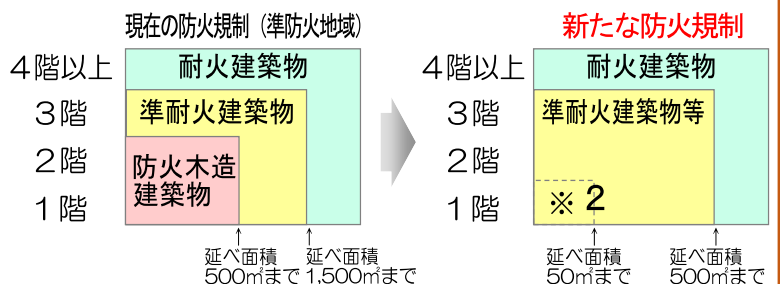 現在の防火規制（準防火地域）
4階以上
3階
2階
1階
耐火建築物
準耐火建築物
防火木造
建築物
延べ面積
500㎡まで
延べ面積
1,500㎡まで
新たな防火規制
4階以上
3階
2階
1階
耐火建築物
準耐火建築物等
※2
延べ面積
50㎡まで
延べ面積
500㎡まで